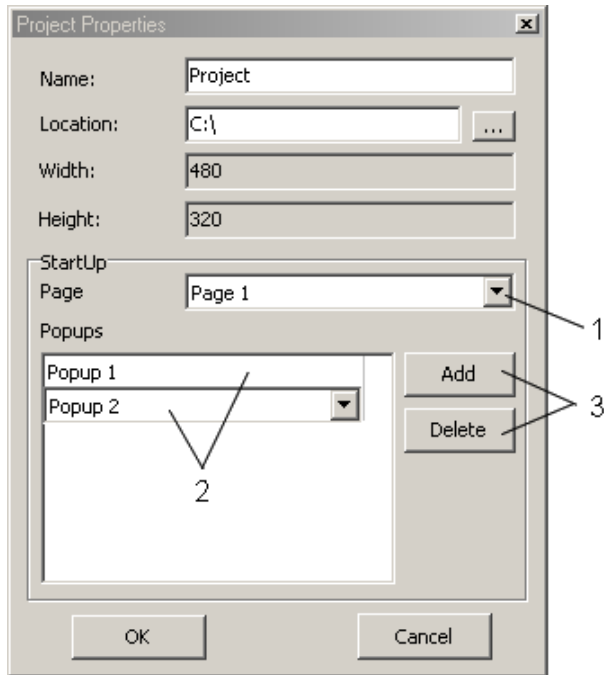 Project Properties
Name: Project
Location: C:\ ...
Width: 480
Height: 320
StartUp
Page Page 1
1
Popups
Popup 1 Add
Popup 2
3
Delete
2
OK Cancel